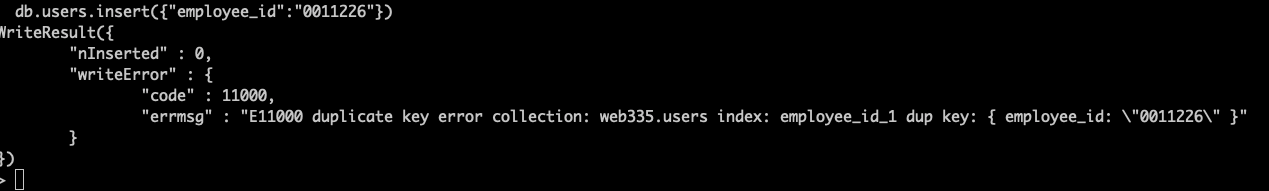 db.users.insert({"employee_id":"0011226"})
WriteResult({
"nInserted" : 0,
"writeError" : {
"code" : 11000,
"errmsg" : "E11000 duplicate key error collection: web335.users index: employee_id_1 dup key: { employee_id: \"0011226\" }"
}
})
>